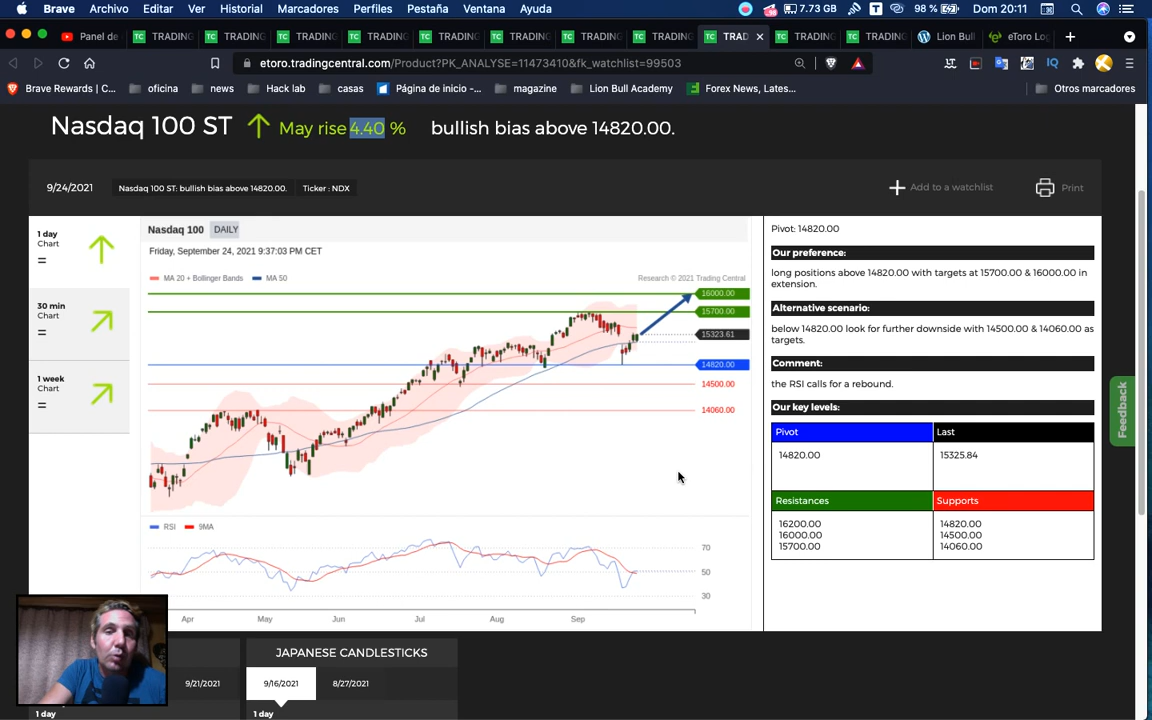 Brave Archivo Editar Ver Historial Marcadores Perfiles Pestaña Ventana Ayuda 7.73 GB 98 % Dom 20:11
Panel de TRADING TRADING TRADING TRADING TRADING TRADING TRADING TRADING TRAD TRADING TRADING Lion Bull eToro Log
etoro.tradingcentral.com/Product?PK_ANALYSE=11473410&fk_watchlist=99503
Brave Rewards | C... oficina news Hack lab casas Página de inicio -... magazine Lion Bull Academy Forex News, Lates... Otros marcadores
Nasdaq 100 ST May rise 4.40 % bullish bias above 14820.00.
9/24/2021 Nasdaq 100 ST: bullish bias above 14820.00. Ticker : NDX Add to a watchlist Print
1 day
Chart
=
30 min
Chart
=
1 week
Chart
=
Nasdaq 100 DAILY
Friday, September 24, 2021 9:37:03 PM CET
MA 20 + Bollinger Bands MA 50 Research © 2021 Trading Central
16000.00
15700.00
15323.61
14820.00
14500.00
14060.00
RSI 9MA
70
50
30
Apr May Jun Jul Aug Sep
Pivot: 14820.00
Our preference:
long positions above 14820.00 with targets at 15700.00 & 16000.00 in
extension.
Alternative scenario:
below 14820.00 look for further downside with 14500.00 & 14060.00 as
targets.
Comment:
the RSI calls for a rebound.
Our key levels:
Pivot Last
14820.00 15325.84
Resistances Supports
16200.00 14820.00
16000.00 14500.00
15700.00 14060.00
Feedback
JAPANESE CANDLESTICKS
9/21/2021 9/16/2021 8/27/2021
1 day 1 day